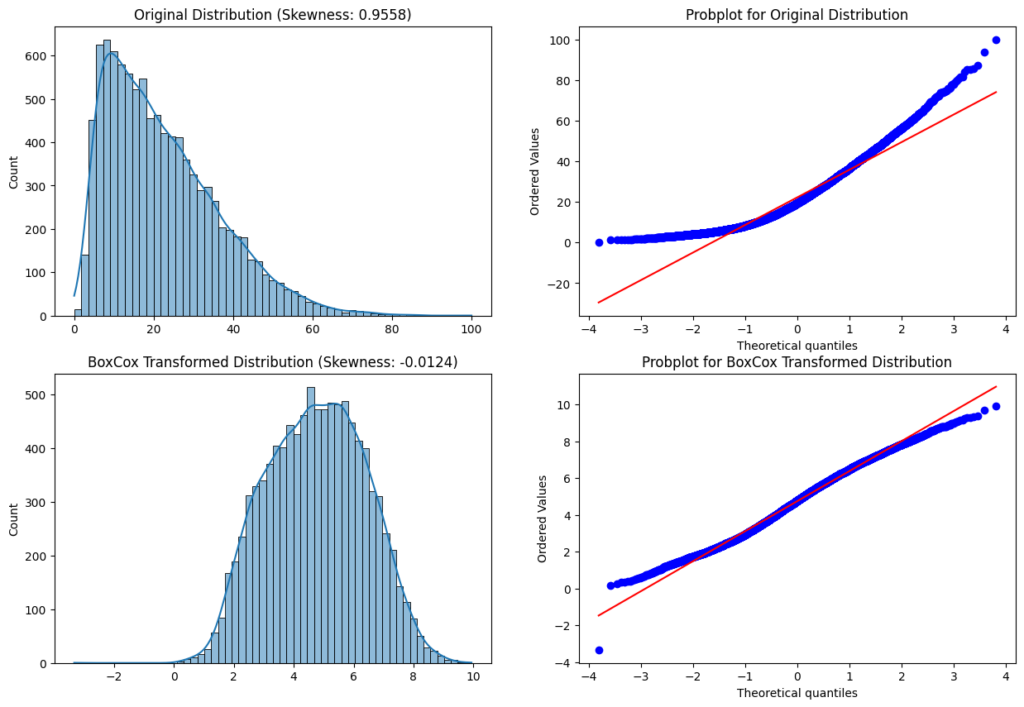 Original Distribution (Skewness: 0.9558)
Count
600
500
400
300
200
100
0
0 20 40 60 80 100
Probplot for Original Distribution
Ordered Values
100
80
60
40
20
0
−20
−4 −3 −2 −1 0 1 2 3 4
Theoretical quantiles
BoxCox Transformed Distribution (Skewness: -0.0124)
Count
500
400
300
200
100
0
−2 0 2 4 6 8 10
Probplot for BoxCox Transformed Distribution
Ordered Values
10
8
6
4
2
0
−2
−4
−4 −3 −2 −1 0 1 2 3 4
Theoretical quantiles